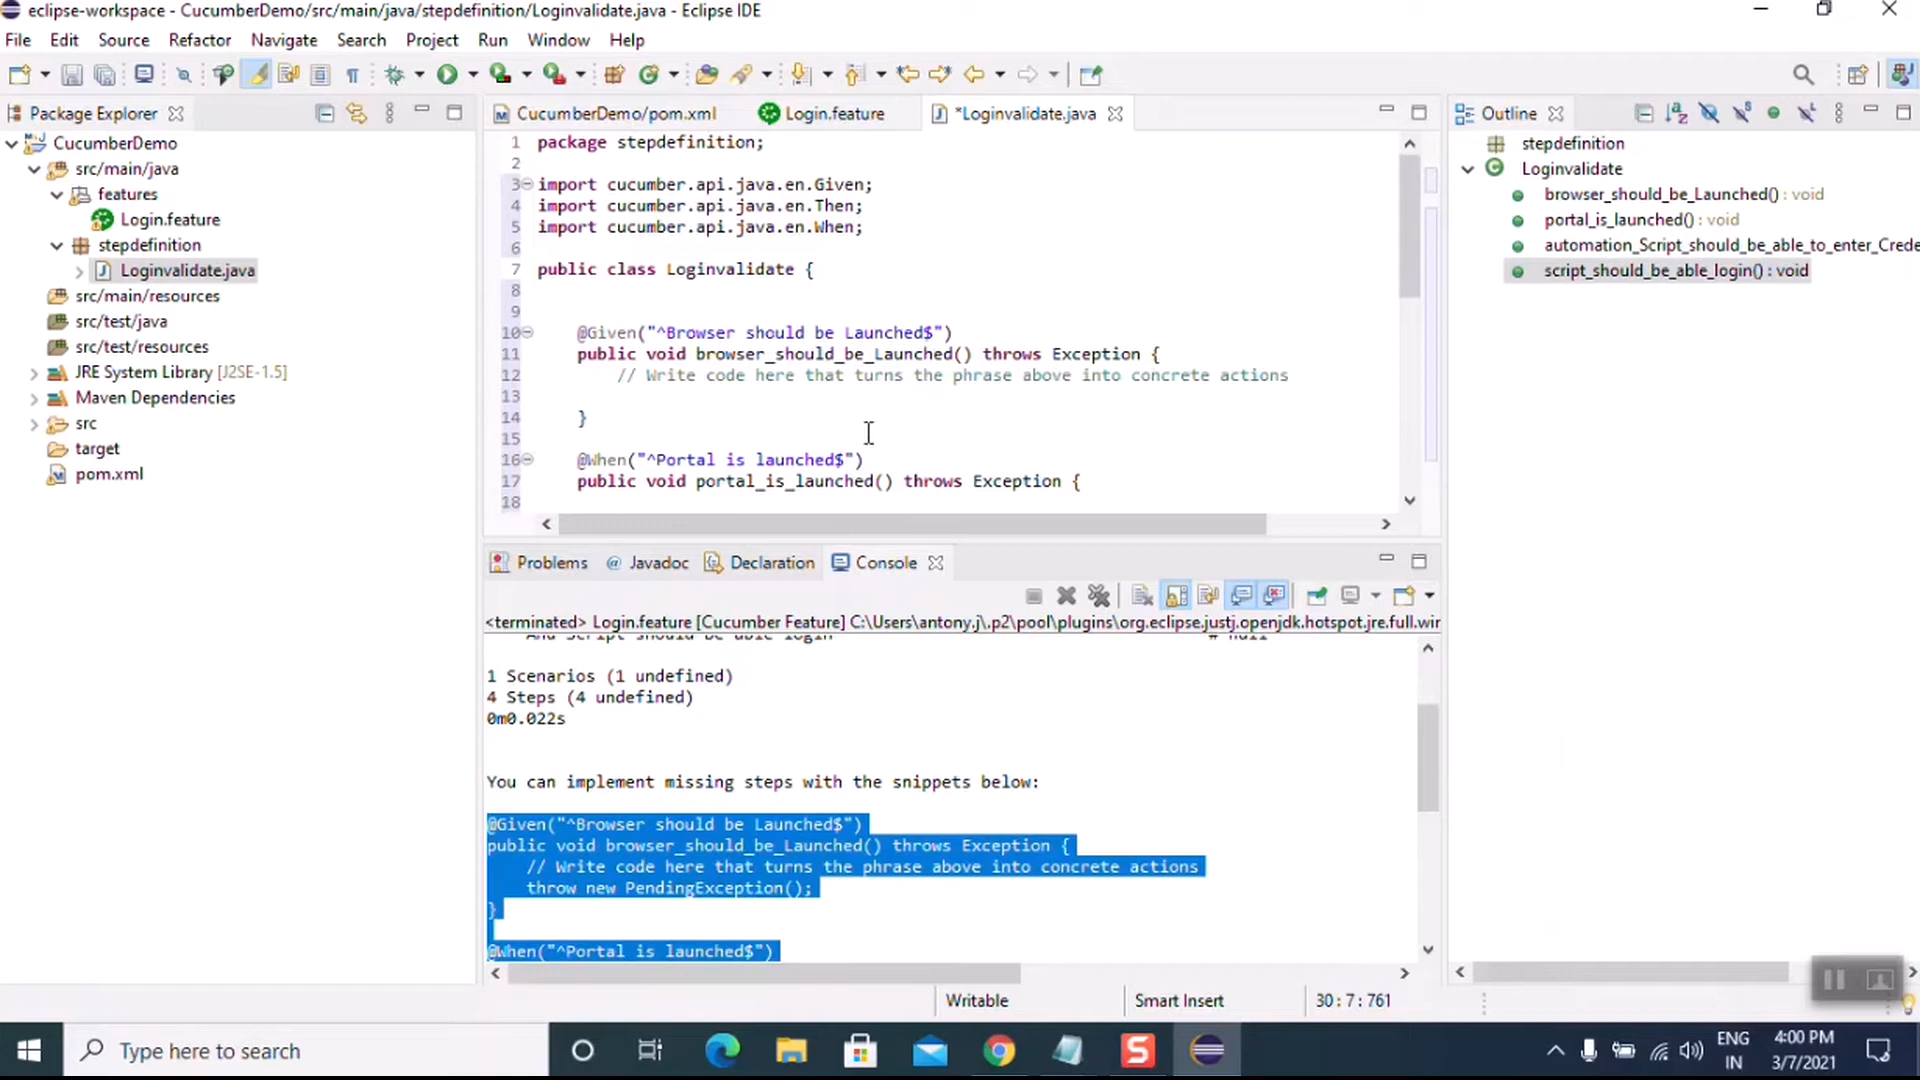 eclipse-workspace - CucumberDemo/src/main/java/stepdefinition/Loginvalidate.java - Eclipse IDE
File Edit Source Refactor Navigate Search Project Run Window Help
Package Explorer
CucumberDemo
src/main/java
features
Login.feature
stepdefinition
Loginvalidate.java
src/main/resources
src/test/java
src/test/resources
JRE System Library [J2SE-1.5]
Maven Dependencies
src
target
pom.xml
CucumberDemo/pom.xml Login.feature *Loginvalidate.java
1 package stepdefinition;
2
3 import cucumber.api.java.en.Given;
4 import cucumber.api.java.en.Then;
5 import cucumber.api.java.en.When;
6
7 public class Loginvalidate {
8
9
10 @Given("^Browser should be Launched$")
11 public void browser_should_be_Launched() throws Exception {
12 // Write code here that turns the phrase above into concrete actions
13
14 }
15
16 @When("^Portal is launched$")
17 public void portal_is_launched() throws Exception {
18
Outline
stepdefinition
Loginvalidate
browser_should_be_Launched() : void
portal_is_launched() : void
automation_Script_should_be_able_to_enter_Crede
script_should_be_able_login() : void
Problems @ Javadoc Declaration Console
<terminated> Login.feature [Cucumber Feature] C:\Users\antony.j\.p2\pool\plugins\org.eclipse.justj.openjdk.hotspot.jre.full.wir
And Script should be able login # null
1 Scenarios (1 undefined)
4 Steps (4 undefined)
0m0.022s
You can implement missing steps with the snippets below:
@Given("^Browser should be Launched$")
public void browser_should_be_Launched() throws Exception {
// Write code here that turns the phrase above into concrete actions
throw new PendingException();
}
@When("^Portal is launched$")
Writable Smart Insert 30 : 7 : 761
Type here to search
ENG
IN
4:00 PM
3/7/2021